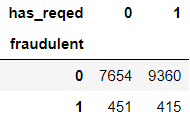 has_reqed 0 1
fraudulent
0 7654 9360
1 451 415